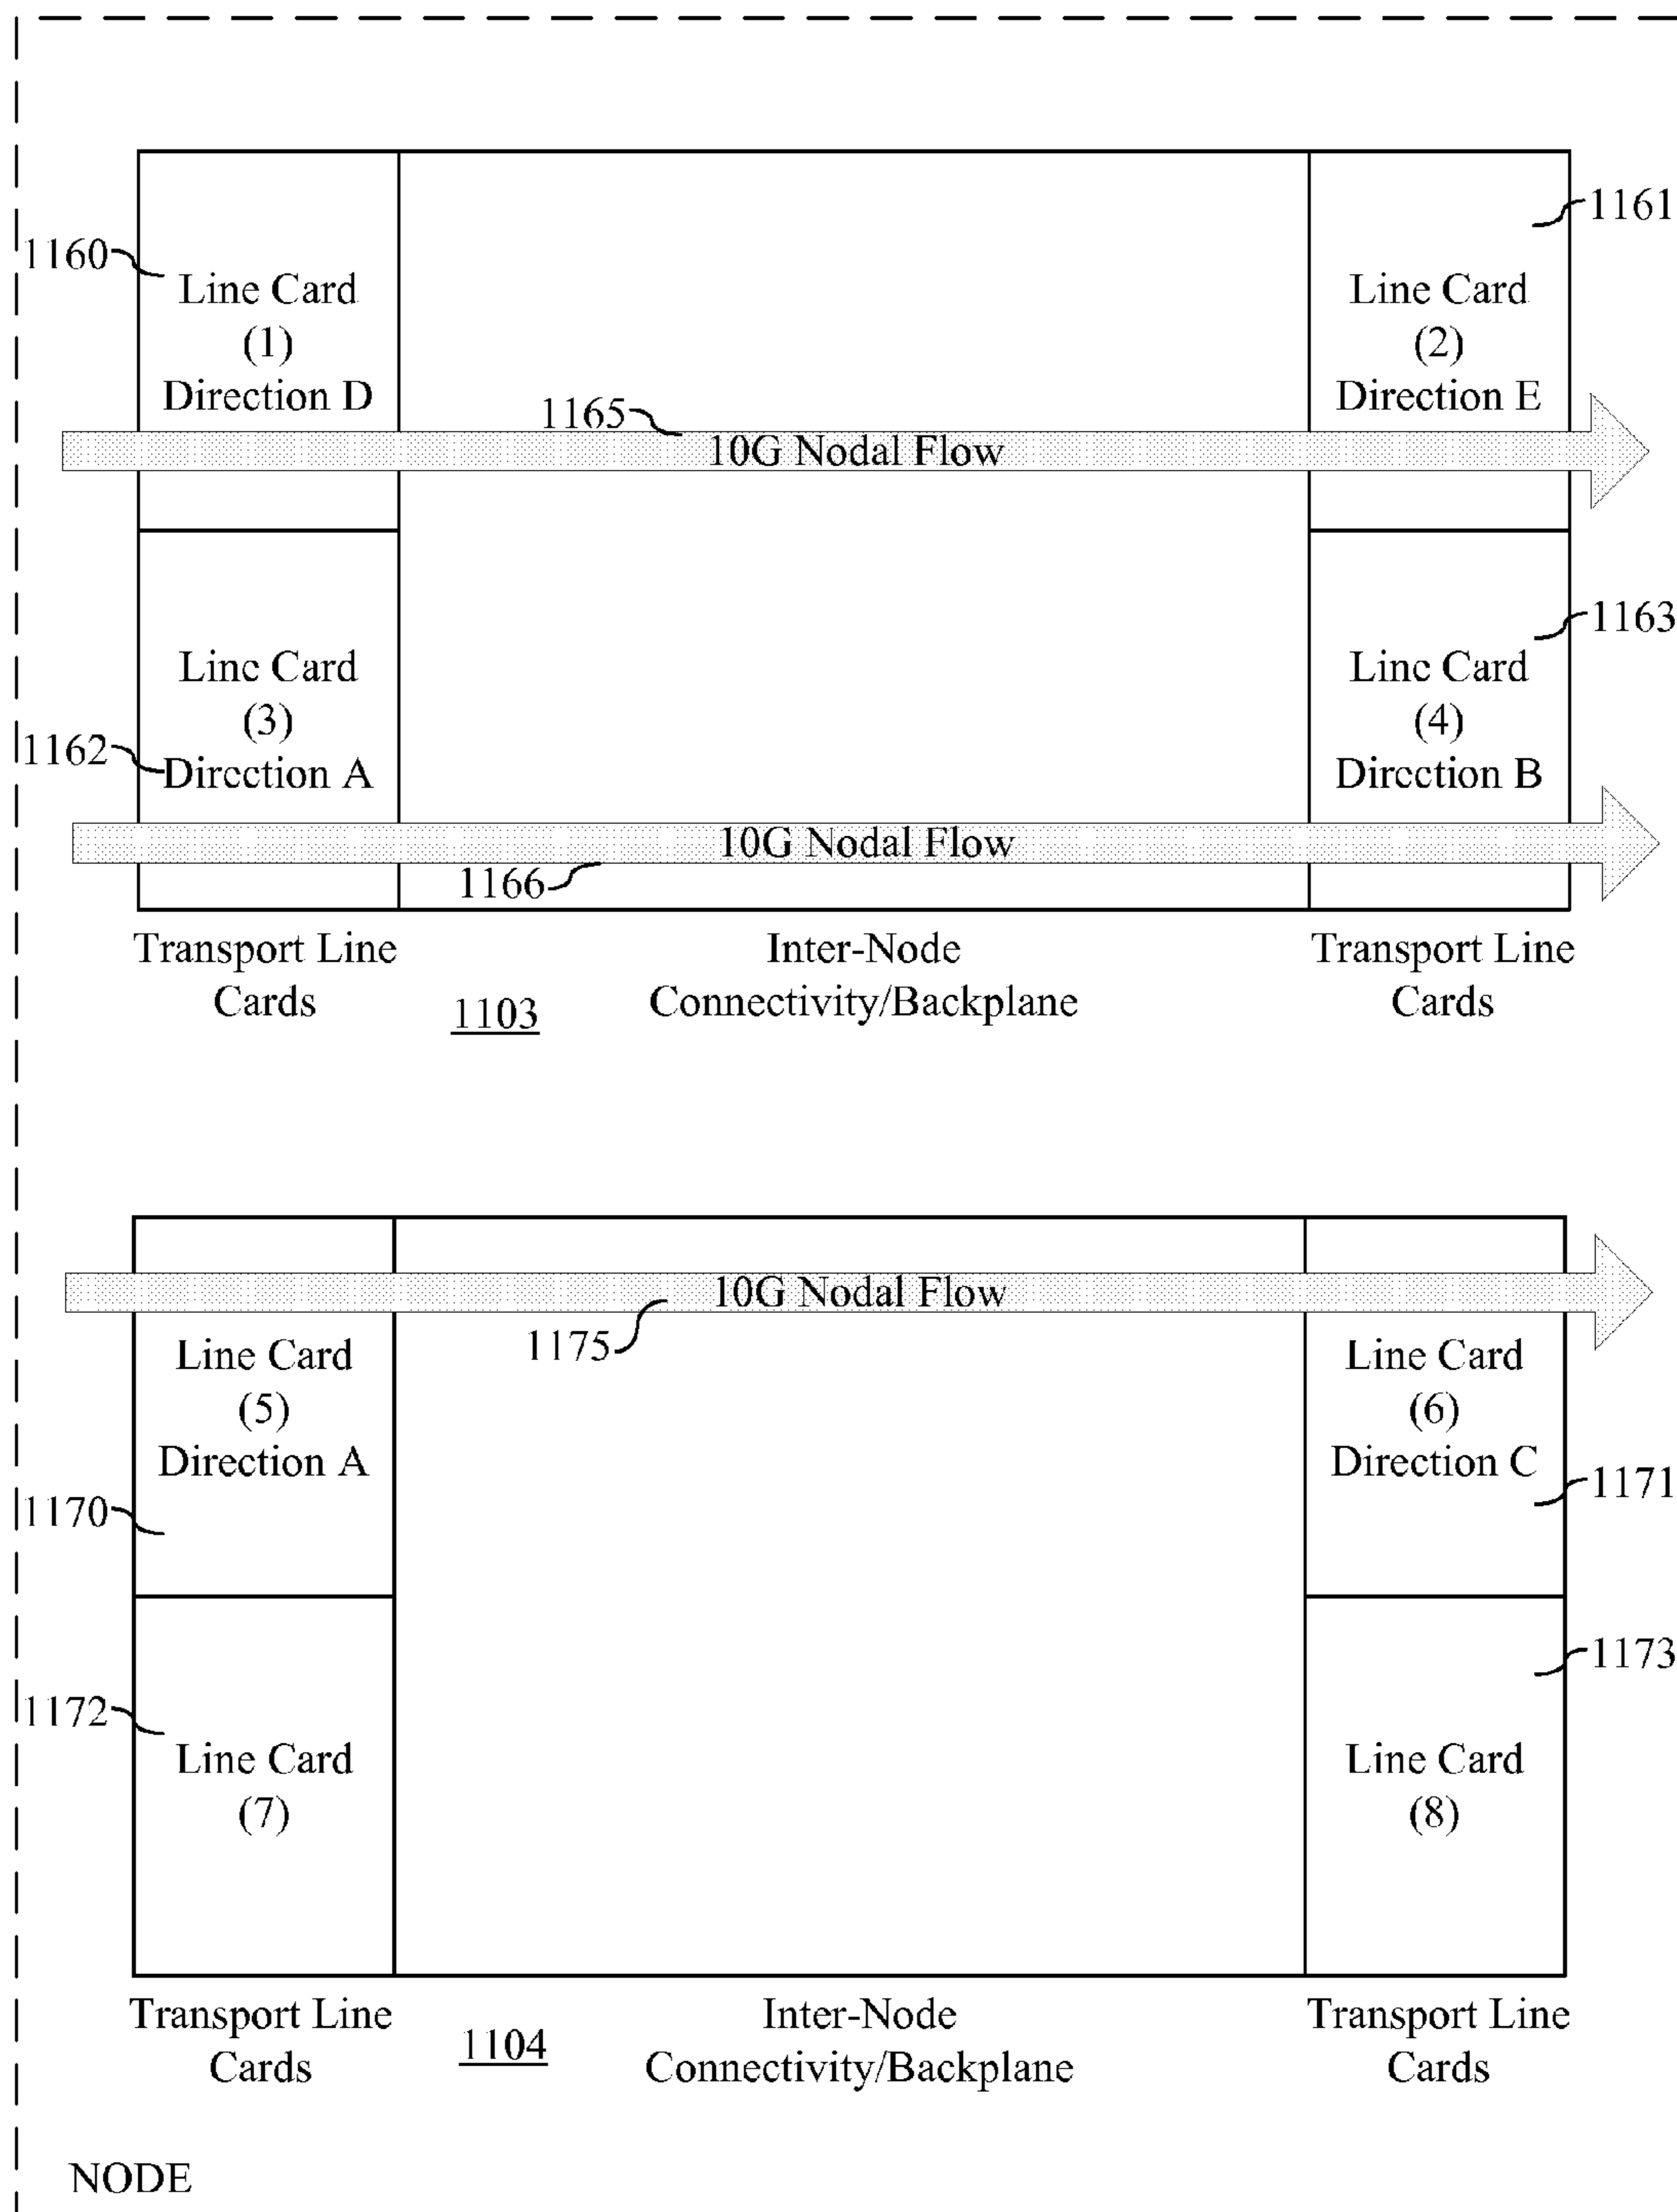 1161
1160
Line Card
(1)
Direction D
Line Card
(2)
Direction E
1165
10G Nodal Flow
1163
Line Card
(3)
Direction A
1162
Line Card
(4)
Direction B
10G Nodal Flow
1166
Transport Line
Cards
1103
Inter-Node
Connectivity/Backplane
Transport Line
Cards
10G Nodal Flow
1175
Line Card
(5)
Direction A
1170
Line Card
(6)
Direction C
1171
1173
1172
Line Card
(7)
Line Card
(8)
Transport Line
Cards
1104
Inter-Node
Connectivity/Backplane
Transport Line
Cards
NODE